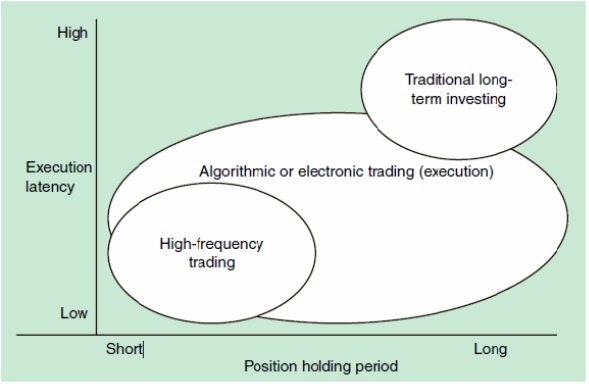 High
Traditional long-
term investing
Execution
latency
Algorithmic or electronic trading (execution)
High-frequency
trading
Low
Short
Long
Position holding period